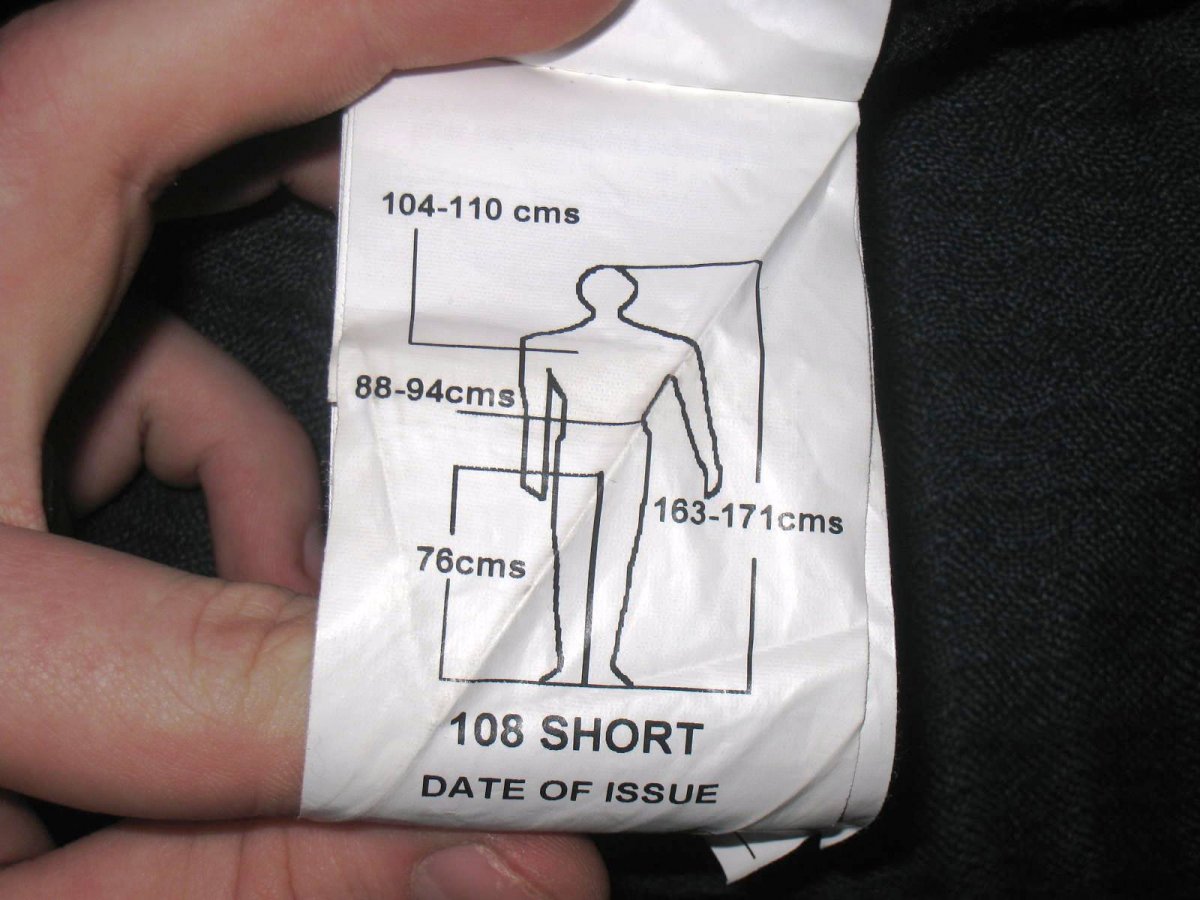 104-110 cms
88-94cms
163-171cms
76cms
108 SHORT
DATE OF ISSUE